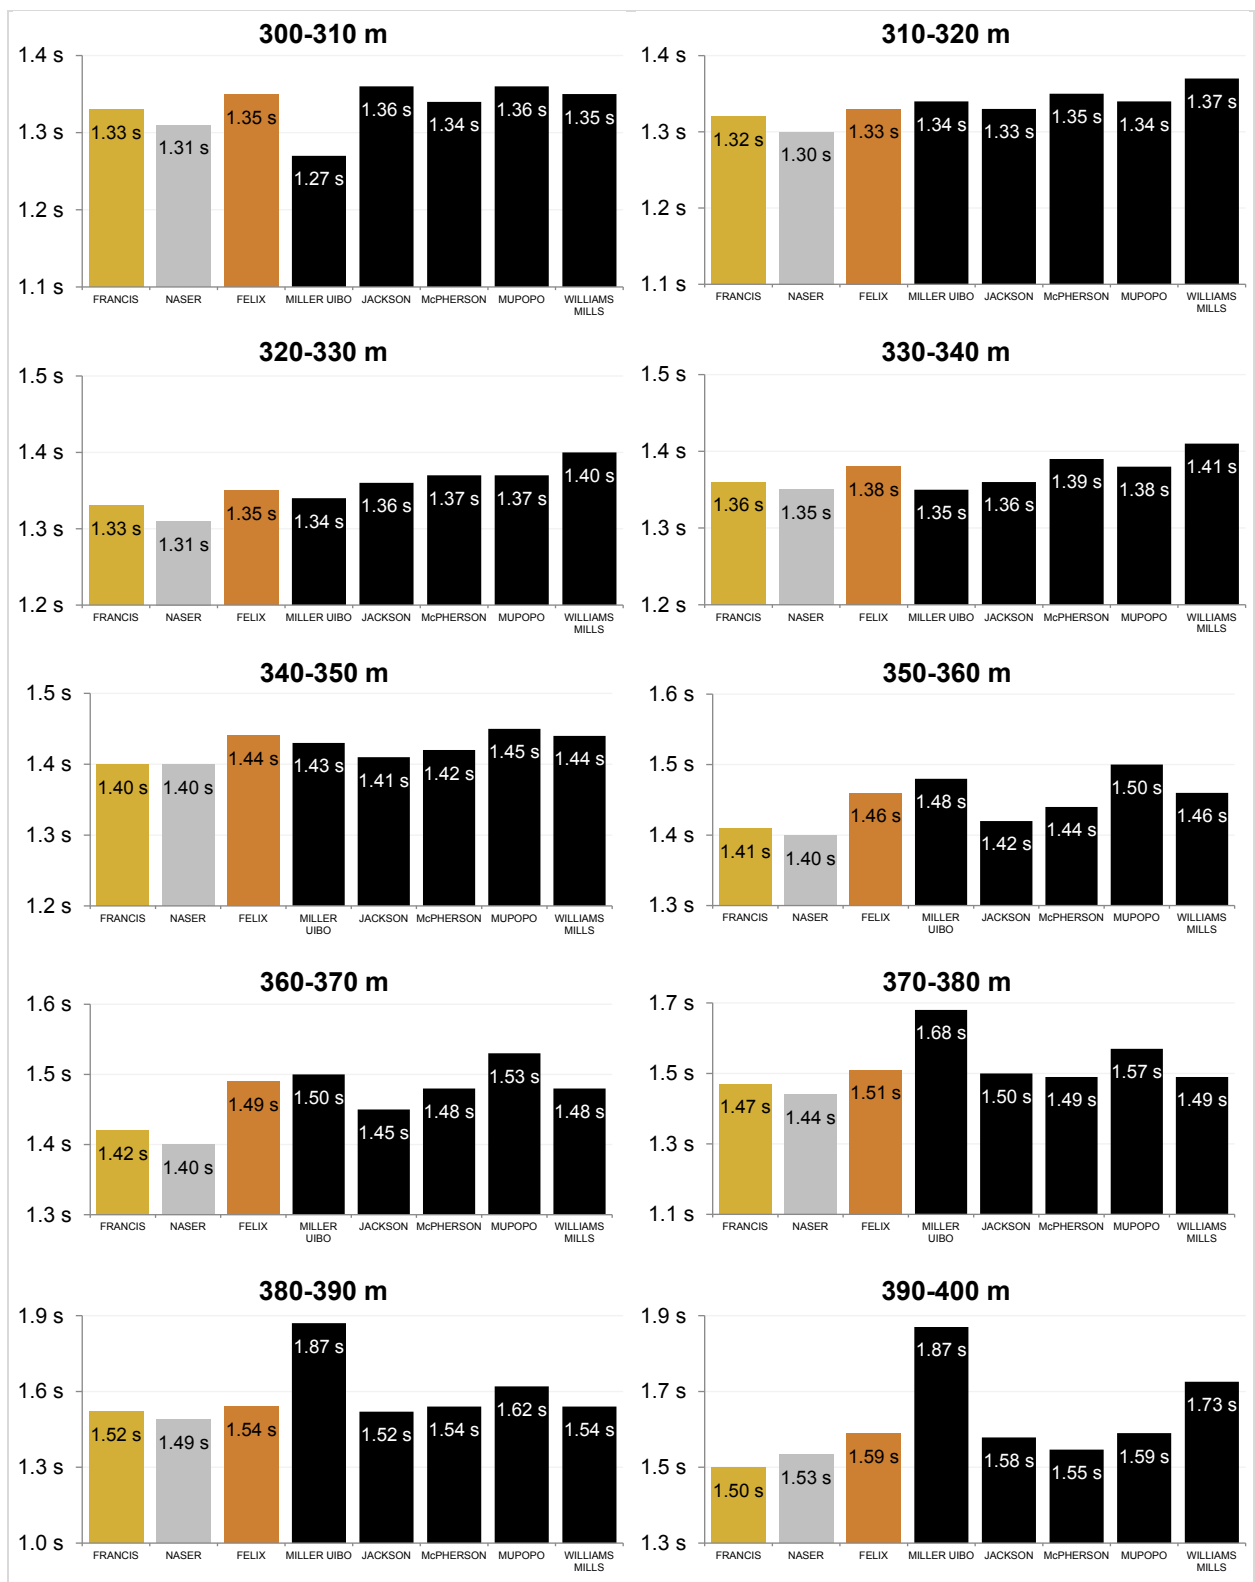 300-310 m
1.4 s
1.3 s
1.2 s
1.1 s
1.33 s
1.31 s
1.35 s
1.27 s
1.36 s
1.34 s
1.36 s
1.35 s
FRANCIS
NASER
FELIX
MILLER UIBO
JACKSON
McPHERSON
MUPOPO
WILLIAMS
MILLS
310-320 m
1.4 s
1.3 s
1.2 s
1.1 s
1.32 s
1.30 s
1.33 s
1.34 s
1.33 s
1.35 s
1.34 s
1.37 s
FRANCIS
NASER
FELIX
MILLER UIBO
JACKSON
McPHERSON
MUPOPO
WILLIAMS
MILLS
320-330 m
1.5 s
1.4 s
1.3 s
1.2 s
1.33 s
1.31 s
1.35 s
1.34 s
1.36 s
1.37 s
1.37 s
1.40 s
FRANCIS
NASER
FELIX
MILLER UIBO
JACKSON
McPHERSON
MUPOPO
WILLIAMS
MILLS
330-340 m
1.5 s
1.4 s
1.3 s
1.2 s
1.36 s
1.35 s
1.38 s
1.35 s
1.36 s
1.39 s
1.38 s
1.41 s
FRANCIS
NASER
FELIX
MILLER UIBO
JACKSON
McPHERSON
MUPOPO
WILLIAMS
MILLS
340-350 m
1.5 s
1.4 s
1.3 s
1.2 s
1.40 s
1.40 s
1.44 s
1.43 s
1.41 s
1.42 s
1.45 s
1.44 s
FRANCIS
NASER
FELIX
MILLER
UIBO
JACKSON
McPHERSON
MUPOPO
WILLIAMS
MILLS
350-360 m
1.6 s
1.5 s
1.4 s
1.3 s
1.41 s
1.40 s
1.46 s
1.48 s
1.42 s
1.44 s
1.50 s
1.46 s
FRANCIS
NASER
FELIX
MILLER
UIBO
JACKSON
McPHERSON
MUPOPO
WILLIAMS
MILLS
360-370 m
1.6 s
1.5 s
1.4 s
1.3 s
1.42 s
1.40 s
1.49 s
1.50 s
1.45 s
1.48 s
1.53 s
1.48 s
FRANCIS
NASER
FELIX
MILLER
UIBO
JACKSON
McPHERSON
MUPOPO
WILLIAMS
MILLS
370-380 m
1.7 s
1.5 s
1.3 s
1.1 s
1.47 s
1.44 s
1.51 s
1.68 s
1.50 s
1.49 s
1.57 s
1.49 s
FRANCIS
NASER
FELIX
MILLER
UIBO
JACKSON
McPHERSON
MUPOPO
WILLIAMS
MILLS
380-390 m
1.9 s
1.6 s
1.3 s
1.0 s
1.52 s
1.49 s
1.54 s
1.87 s
1.52 s
1.54 s
1.62 s
1.54 s
FRANCIS
NASER
FELIX
MILLER UIBO
JACKSON
McPHERSON
MUPOPO
WILLIAMS
MILLS
390-400 m
1.9 s
1.7 s
1.5 s
1.3 s
1.50 s
1.53 s
1.59 s
1.87 s
1.58 s
1.55 s
1.59 s
1.73 s
FRANCIS
NASER
FELIX
MILLER UIBO
JACKSON
McPHERSON
MUPOPO
WILLIAMS
MILLS